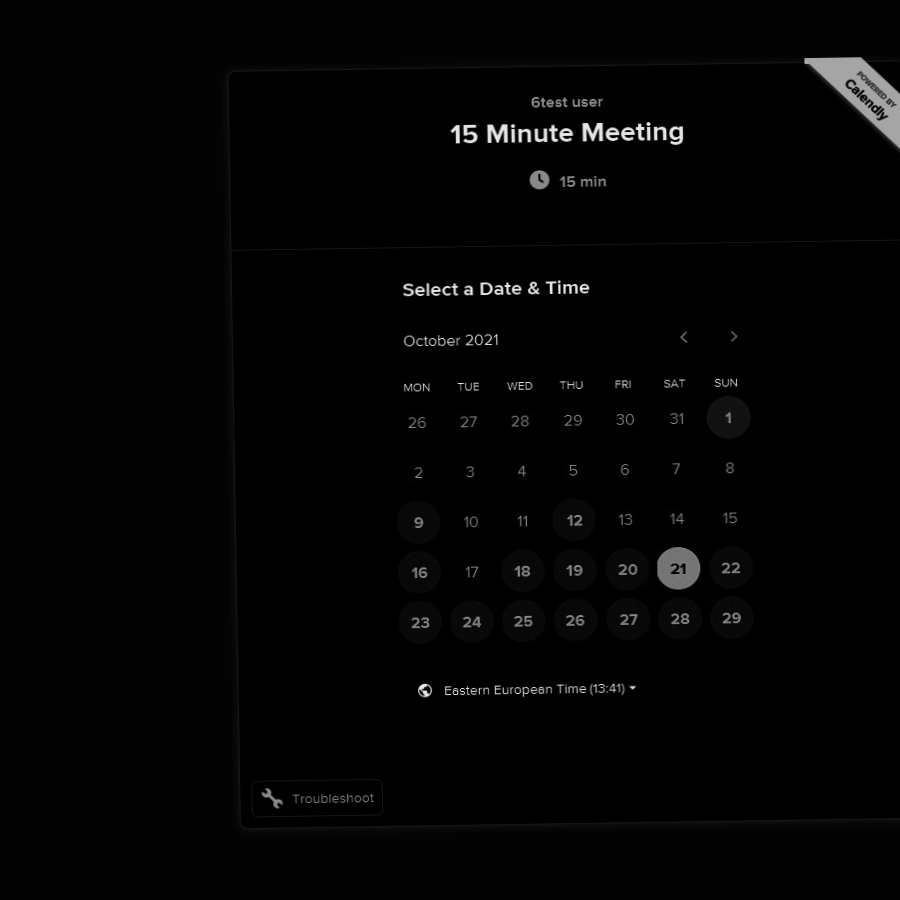 POWERED BY
Calendly
6test user
15 Minute Meeting
15 min
Select a Date & Time
October 2021
MON TUE WED THU FRI SAT SUN
26 27 28 29 30 31 1
2 3 4 5 6 7 8
9 10 11 12 13 14 15
16 17 18 19 20 21 22
23 24 25 26 27 28 29
Eastern European Time (13:41)
Troubleshoot